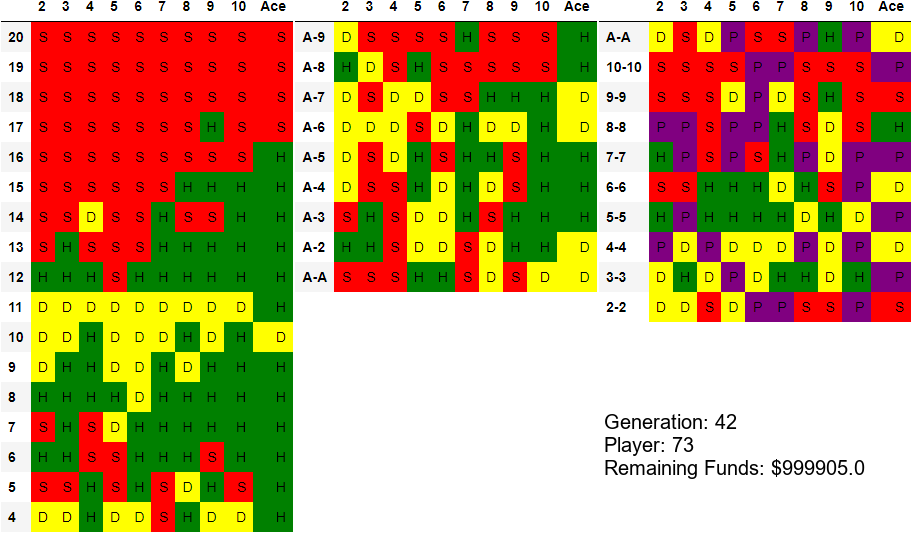 2 3 4 5 6 7 8 9 10 Ace
20 S S S S S S S S S S
19 S S S S S S S S S S
18 S S S S S S S S S S
17 S S S S S S S H S S
16 S S S S S S S S S H
15 S S S S S H H H H H
14 S S D S S H S S H H
13 S H S S S H H H H H
12 H H H S H H H H H H
11 D D D D D D D D D H
10 D D H D D D H D H D
9 D H H D D H D H H H
8 H H H H D H H H H H
7 S H S D H H H H H H
6 H H S S H H H S H H
5 S S H S H S D H S H
4 D D H D D S H D D H
2 3 4 5 6 7 8 9 10 Ace
A-9 D S S S S H S S S H
A-8 H D S H S S S S S H
A-7 D S D D S S H H H D
A-6 D D D S D H D D H D
A-5 D S D H S H H S H H
A-4 D S S H D H D S H H
A-3 S H S D D H S H H H
A-2 H H S D D S D H H D
A-A S S S H H S D S D D
2 3 4 5 6 7 8 9 10 Ace
A-A D S D P S S P H P D
10-10 S S S S P P S S S P
9-9 S S S D P D S H S S
8-8 P P S P P H S D S H
7-7 H P S P S H P D P P
6-6 S S H H H D H S P D
5-5 H P H H H H D H D P
4-4 P D P D D D P D P D
3-3 D H D P D H H D H P
2-2 D D S D P P S S P S
Generation: 42
Player: 73
Remaining Funds: $999905.0